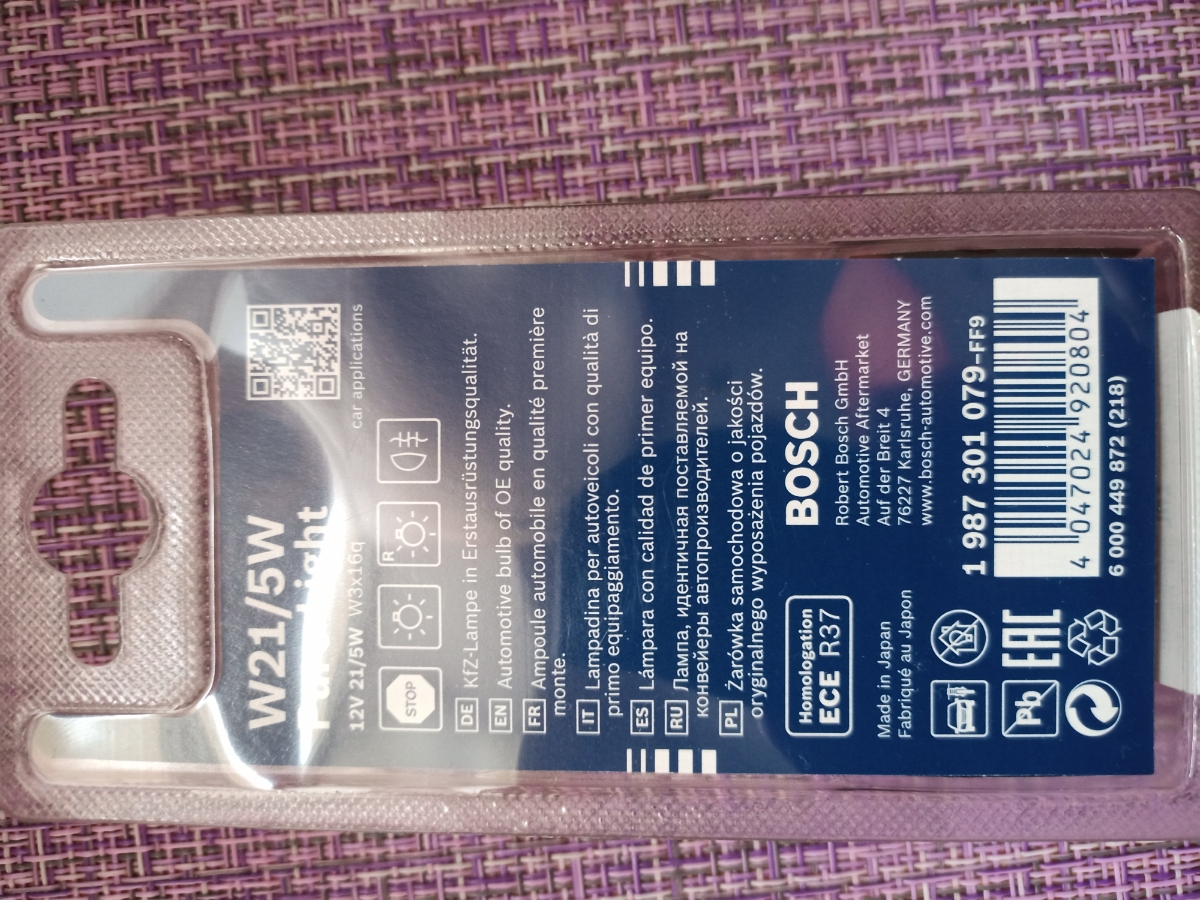 W21/5W
Pure Light
12V 21/5W W3x16q
car applications
STOP
R
DE KfZ-Lampe in Erstausrüstungsqualität.
EN Automotive bulb of OE quality.
FR Ampoule automobile en qualité première
monte.
IT Lampadina per autoveicoli con qualità di
primo equipaggiamento.
ES Lámpara con calidad de primer equipo.
RU Лампа, идентичная поставляемой на
конвейеры автопроизводителей.
PL Żarówka samochodowa o jakości
oryginalnego wyposażenia pojazdów.
Homologation
ECE R37
BOSCH
Robert Bosch GmbH
Automotive Aftermarket
Auf der Breit 4
76227 Karlsruhe, GERMANY
www.bosch-automotive.com
Made in Japan
Fabriqué au Japon
1 987 301 079-FF9
Pb
EAC
4 047024 920804
6 000 449 872 (218)